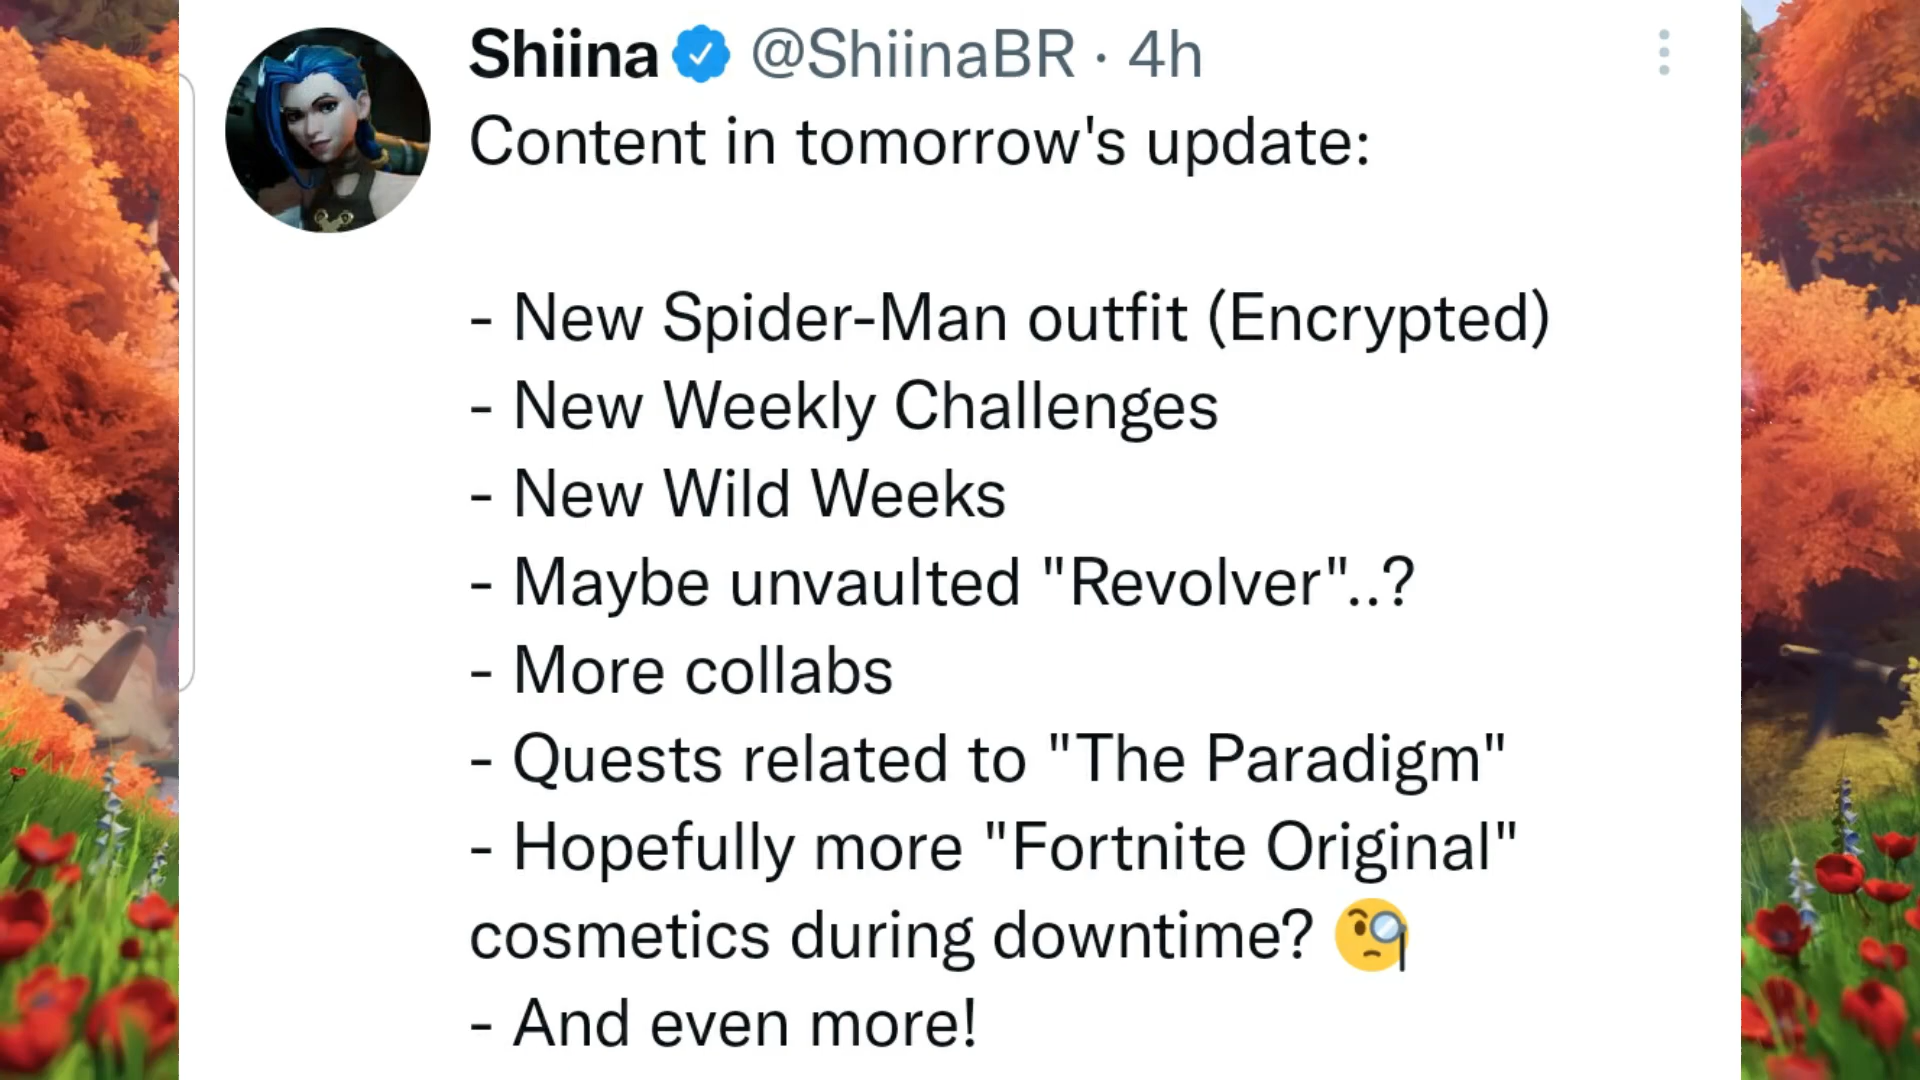 Shiina @ShiinaBR · 4h
Content in tomorrow's update:
- New Spider-Man outfit (Encrypted)
- New Weekly Challenges
- New Wild Weeks
- Maybe unvaulted "Revolver"..?
- More collabs
- Quests related to "The Paradigm"
- Hopefully more "Fortnite Original"
cosmetics during downtime? 🧐
- And even more!